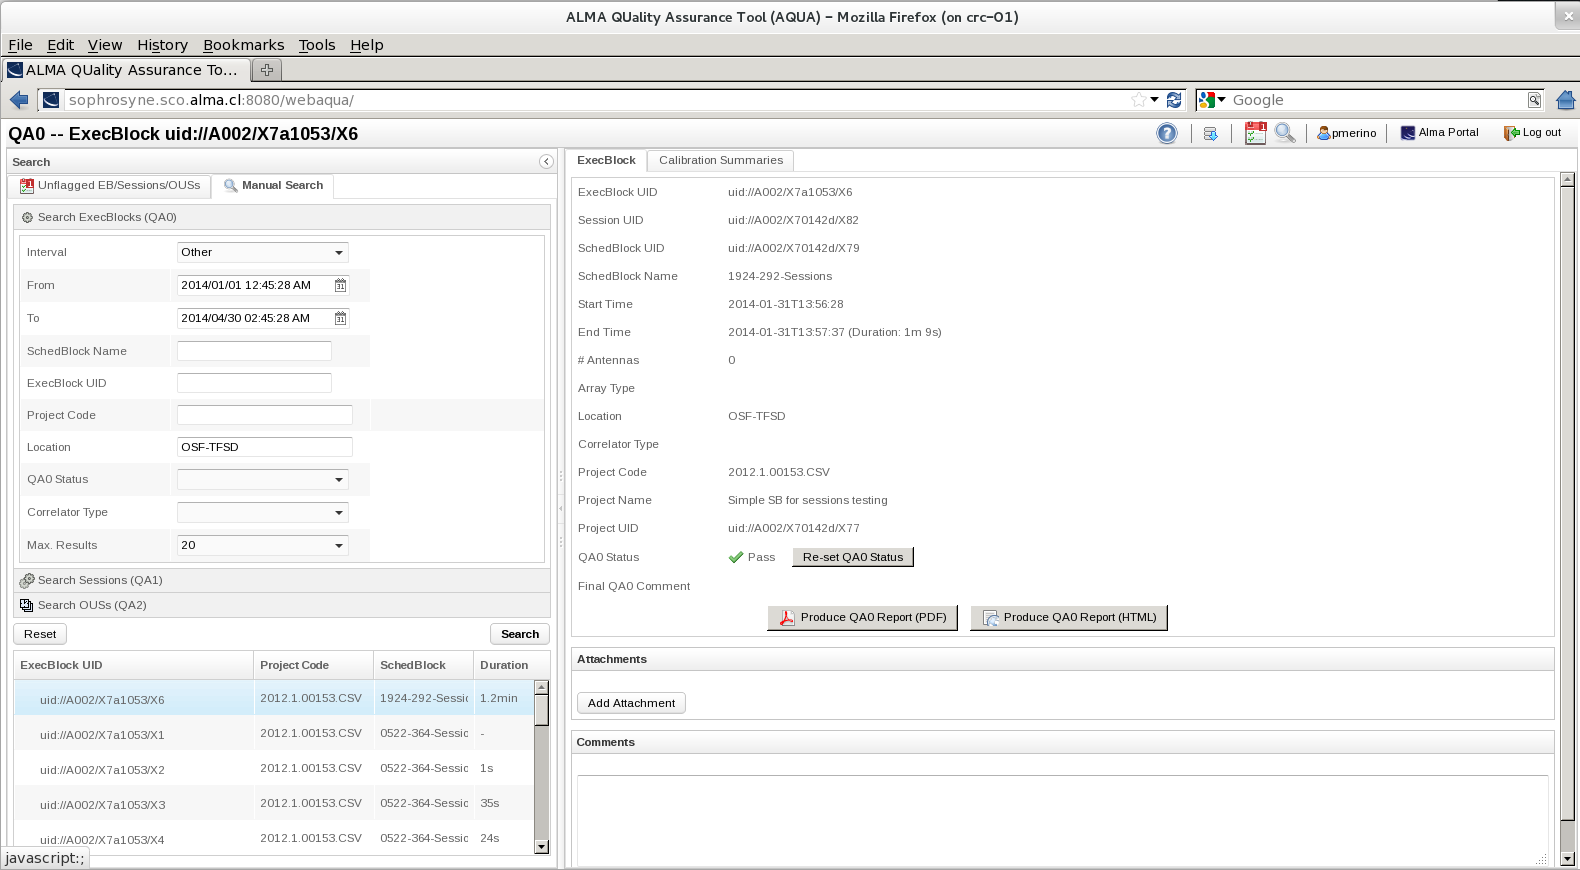 ALMA QUality Assurance Tool (AQUA) – Mozilla Firefox (on crc-01)
File Edit View History Bookmarks Tools Help
ALMA QUality Assurance To...
sophrosyne.sco.alma.cl:8080/webaqua/
Google
QA0 -- ExecBlock uid://A002/X7a1053/X6
pmerino
Alma Portal
Log out
Search
Unflagged EB/Sessions/OUSs
Manual Search
Search ExecBlocks (QA0)
Interval Other
From 2014/01/01 12:45:28 AM
To 2014/04/30 02:45:28 AM
SchedBlock Name
ExecBlock UID
Project Code
Location OSF-TFSD
QA0 Status
Correlator Type
Max. Results 20
Search Sessions (QA1)
Search OUSs (QA2)
Reset Search
ExecBlock UID Project Code SchedBlock Duration
uid://A002/X7a1053/X6 2012.1.00153.CSV 1924-292-Sessic 1.2min
uid://A002/X7a1053/X1 2012.1.00153.CSV 0522-364-Sessic -
uid://A002/X7a1053/X2 2012.1.00153.CSV 0522-364-Sessic 1s
uid://A002/X7a1053/X3 2012.1.00153.CSV 0522-364-Sessic 35s
uid://A002/X7a1053/X4 2012.1.00153.CSV 0522-364-Sessic 24s
javascript:;
ExecBlock Calibration Summaries
ExecBlock UID uid://A002/X7a1053/X6
Session UID uid://A002/X70142d/X82
SchedBlock UID uid://A002/X70142d/X79
SchedBlock Name 1924-292-Sessions
Start Time 2014-01-31T13:56:28
End Time 2014-01-31T13:57:37 (Duration: 1m 9s)
# Antennas 0
Array Type
Location OSF-TFSD
Correlator Type
Project Code 2012.1.00153.CSV
Project Name Simple SB for sessions testing
Project UID uid://A002/X70142d/X77
QA0 Status Pass Re-set QA0 Status
Final QA0 Comment
Produce QA0 Report (PDF) Produce QA0 Report (HTML)
Attachments
Add Attachment
Comments